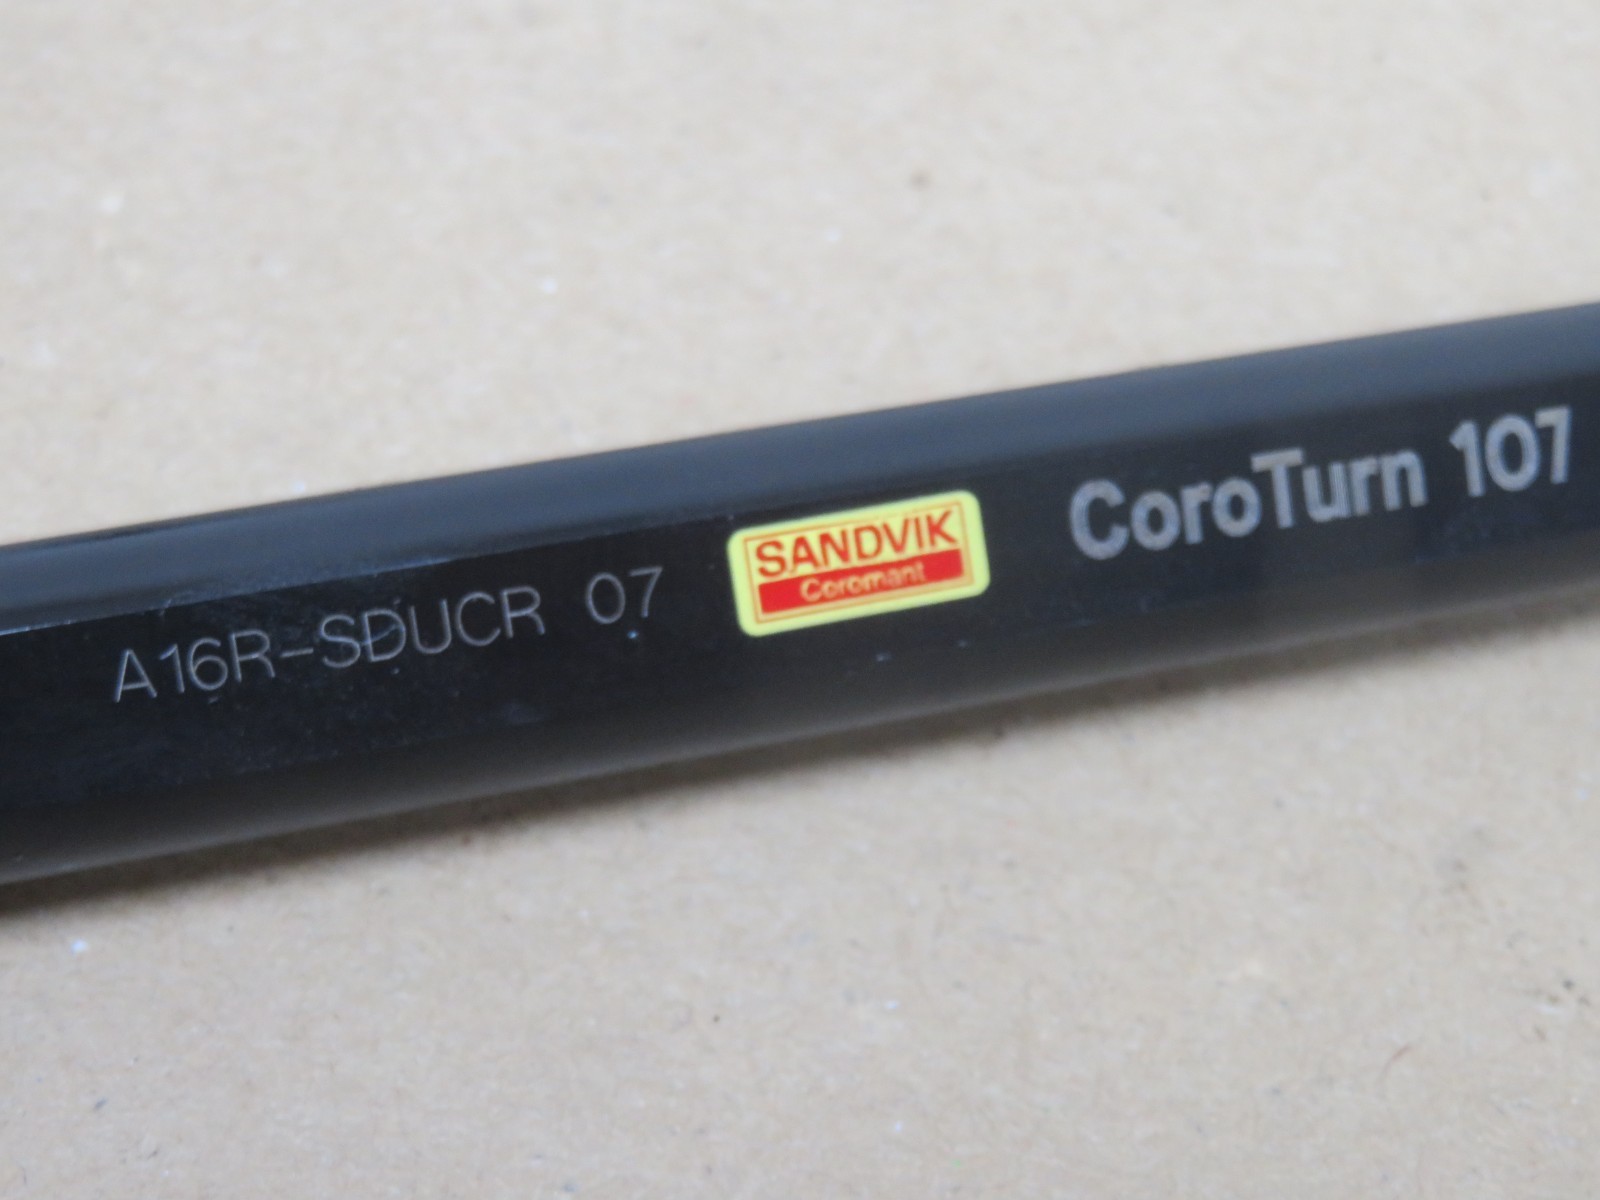 A16R-SDUCR 07
SANDVIK
Coromant
CoroTurn 107